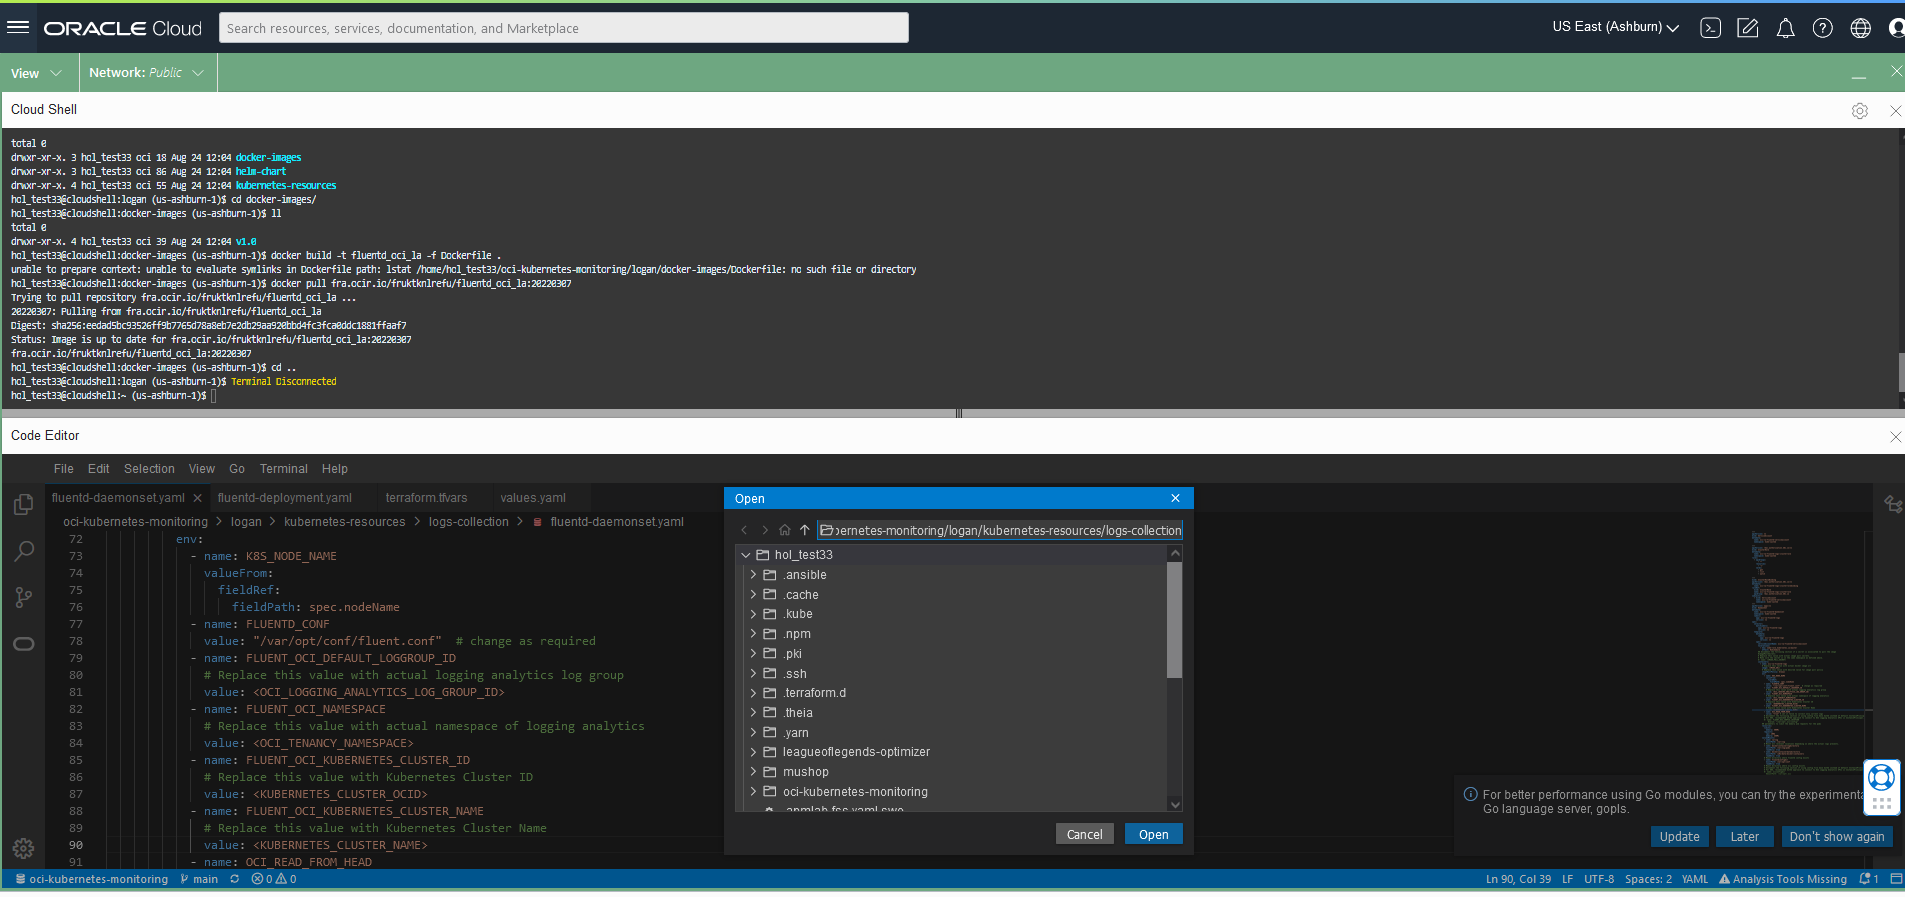 ORACLE Cloud
Search resources, services, documentation, and Marketplace
US East (Ashburn)
View
Network: Public
Cloud Shell
total 0
drwxr-xr-x. 3 hol_test33 oci 18 Aug 24 12:04 docker-images
drwxr-xr-x. 3 hol_test33 oci 86 Aug 24 12:04 helm-chart
drwxr-xr-x. 4 hol_test33 oci 55 Aug 24 12:04 kubernetes-resources
hol_test33@cloudshell:logan (us-ashburn-1)$ cd docker-images/
hol_test33@cloudshell:docker-images (us-ashburn-1)$ ll
total 0
drwxr-xr-x. 4 hol_test33 oci 39 Aug 24 12:04 v1.0
hol_test33@cloudshell:docker-images (us-ashburn-1)$ docker build -t fluentd_oci_la -f Dockerfile .
unable to prepare context: unable to evaluate symlinks in Dockerfile path: lstat /home/hol_test33/oci-kubernetes-monitoring/logan/docker-images/Dockerfile: no such file or directory
hol_test33@cloudshell:docker-images (us-ashburn-1)$ docker pull fra.ocir.io/fruktknlrefu/fluentd_oci_la:20220307
Trying to pull repository fra.ocir.io/fruktknlrefu/fluentd_oci_la ...
20220307: Pulling from fra.ocir.io/fruktknlrefu/fluentd_oci_la
Digest: sha256:eedad5bc93526ff9b7765d78a8eb7e2db29aa920bbd4fc3fca0ddc1881ffaaf7
Status: Image is up to date for fra.ocir.io/fruktknlrefu/fluentd_oci_la:20220307
fra.ocir.io/fruktknlrefu/fluentd_oci_la:20220307
hol_test33@cloudshell:docker-images (us-ashburn-1)$ cd ..
hol_test33@cloudshell:logan (us-ashburn-1)$ Terminal Disconnected
hol_test33@cloudshell:~ (us-ashburn-1)$
Code Editor
File Edit Selection View Go Terminal Help
fluentd-daemonset.yaml fluentd-deployment.yaml terraform.tfvars values.yaml
oci-kubernetes-monitoring > logan > kubernetes-resources > logs-collection > fluentd-daemonset.yaml
72 env:
73 - name: K8S_NODE_NAME
74 valueFrom:
75 fieldRef:
76 fieldPath: spec.nodeName
77 - name: FLUENTD_CONF
78 value: "/var/opt/conf/fluent.conf" # change as required
79 - name: FLUENT_OCI_DEFAULT_LOGGROUP_ID
80 # Replace this value with actual logging analytics log group
81 value: <OCI_LOGGING_ANALYTICS_LOG_GROUP_ID>
82 - name: FLUENT_OCI_NAMESPACE
83 # Replace this value with actual namespace of logging analytics
84 value: <OCI_TENANCY_NAMESPACE>
85 - name: FLUENT_OCI_KUBERNETES_CLUSTER_ID
86 # Replace this value with Kubernetes Cluster ID
87 value: <KUBERNETES_CLUSTER_OCID>
88 - name: FLUENT_OCI_KUBERNETES_CLUSTER_NAME
89 # Replace this value with Kubernetes Cluster Name
90 value: <KUBERNETES_CLUSTER_NAME>
91 - name: OCI_READ_FROM_HEAD
Open
bernetes-monitoring/logan/kubernetes-resources/logs-collection
hol_test33
.ansible
.cache
.kube
.npm
.pki
.ssh
.terraform.d
.theia
.yarn
leagueoflegends-optimizer
mushop
oci-kubernetes-monitoring
Cancel
Open
For better performance using Go modules, you can try the experimenta
Go language server, gopls.
Update
Later
Don't show again
oci-kubernetes-monitoring main 0 0
Ln 90, Col 39 LF UTF-8 Spaces: 2 YAML Analysis Tools Missing 1